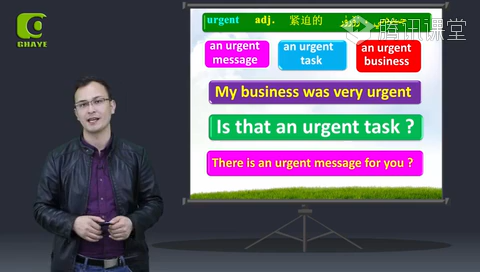 GHAYE
urgent adj. 紧迫的
腾讯课堂
an urgent message
an urgent task
an urgent business
My business was very urgent
Is that an urgent task ?
There is an urgent message for you ?